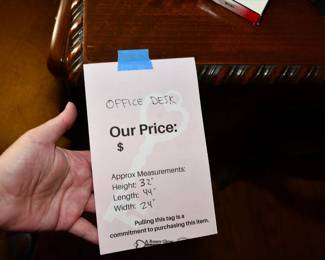 OFFICE DESK
Our Price:
$
Approx Measurements:
Height: 32"
Length: 44"
Width: 24"
Pulling this tag is a
commitment to purchasing this item.